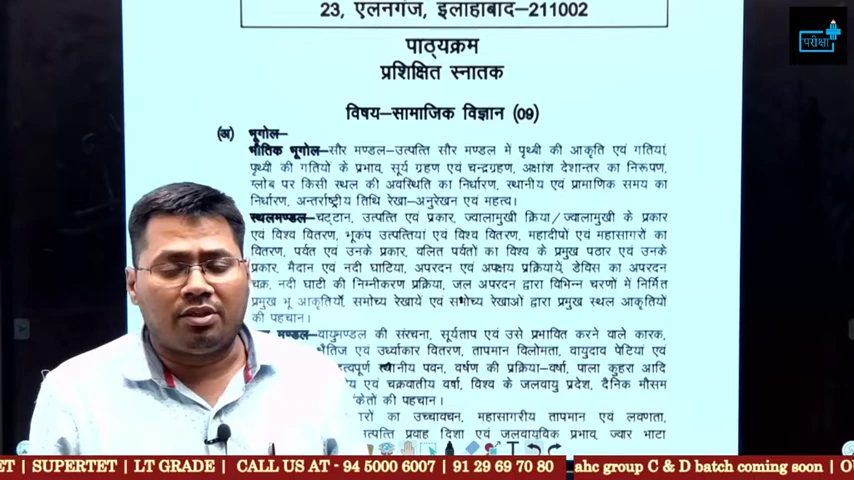 23, एलनगंज, इलाहाबाद–211002
परीक्षा
पाठ्यक्रम
प्रशिक्षित स्नातक
विषय–सामाजिक विज्ञान (09)
(अ) भूगोल–
भौतिक भूगोल–सौर मण्डल–उत्पत्ति सौर मण्डल में पृथ्वी की आकृति एवं गतियां,
पृथ्वी की गतियों के प्रभाव, सूर्य ग्रहण एवं चन्द्रग्रहण, अक्षांश देशान्तर का निरूपण,
ग्लोब पर किसी स्थल की अवस्थिति का निर्धारण, स्थानीय एवं प्रामाणिक समय का
निर्धारण, अन्तर्राष्ट्रीय तिथि रेखा–अनुरेखन एवं महत्व।
स्थलमण्डल–चट्टान, उत्पत्ति एवं प्रकार, ज्वालामुखी क्रिया/ज्वालामुखी के प्रकार
एवं विश्व वितरण, भूकंप उत्पत्तियां एवं विश्व वितरण, महाद्वीपों एवं महासागरों का
वितरण, पर्वत एवं उनके प्रकार, वलित पर्वतों का विश्व के प्रमुख पठार एवं उनके
प्रकार, मैदान एवं नदी घाटिया, अपरदन एवं अपक्षय प्रक्रियायें, डेविस का अपरदन
चक्र, नदी घाटी की निम्नीकरण प्रक्रिया, जल अपरदन द्वारा विभिन्न चरणों में निर्मित
प्रमुख भू आकृतियाँ, समोच्य रेखायें एवं समोच्य रेखाओं द्वारा प्रमुख स्थल आकृतियों
की पहचान।
मण्डल–वायुमण्डल की संरचना, सूर्यताप एवं उसे प्रभावित करने वाले कारक,
एवं उर्ध्वाकार वितरण, तापमान विलोमता, वायुदाव पेटियां एवं
स्थानीय पवन, वर्षण की प्रक्रिया–वर्षा, पाला कुहरा आदि
एवं चक्रवातीय वर्षा, विश्व के जलवायु प्रदेश, दैनिक मौसम
की पहचान।
का उच्चावचन, महासागरीय तापमान एवं लवणता,
प्रवाह दिशा एवं जलवायविक प्रभाव, ज्वार भाटा
ET | SUPERTET | LT GRADE | CALL US AT - 94 5000 6007 | 91 29 69 70 80 ahc group C & D batch coming soon |